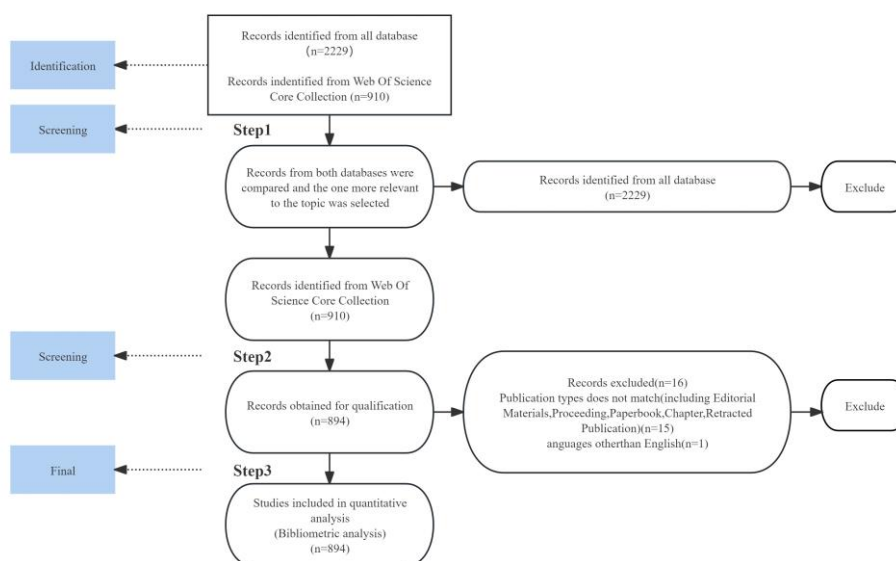 Records identified from all database
(n=2229)
Records indentified from Web Of Science
Core Collection (n=910)
Identification
Screening
Step1
Records from both databases were
compared and the one more relevant
to the topic was selected
Records identified from all database
(n=2229)
Exclude
Records identified from Web Of
Science Core Collection
(n=910)
Screening
Step2
Records obtained for qualification
(n=894)
Records excluded(n=16)
Publication types does not match(including Editorial
Materials,Proceeding,Paperbook,Chapter,Retracted
Publication)(n=15)
anguages otherthan English(n=1)
Exclude
Final
Step3
Studies included in quantitative
analysis
(Bibliometric analysis)
(n=894)